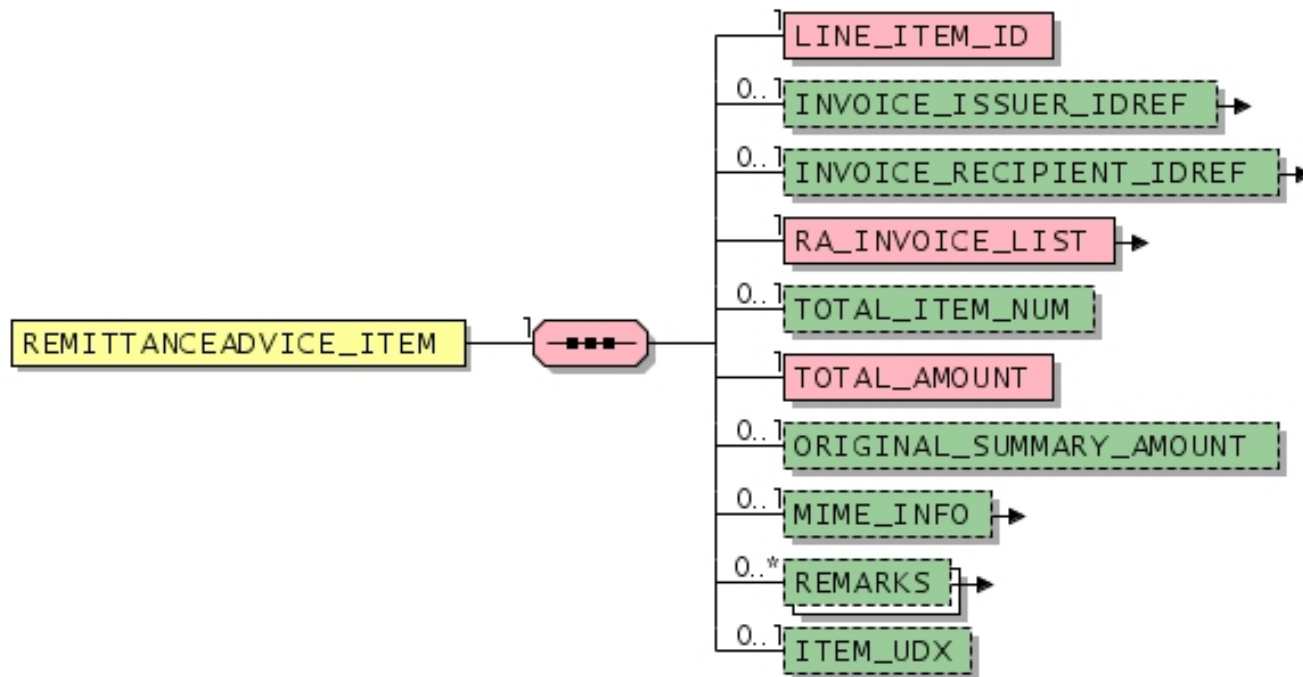 1
LINE_ITEM_ID
0..1
INVOICE_ISSUER_IDREF
0..1
INVOICE_RECIPIENT_IDREF
1
RA_INVOICE_LIST
0..1
TOTAL_ITEM_NUM
REMITTANCEADVICE_ITEM
1
1
TOTAL_AMOUNT
0..1
ORIGINAL_SUMMARY_AMOUNT
0..1
MIME_INFO
0..*
REMARKS
0..1
ITEM_UDX